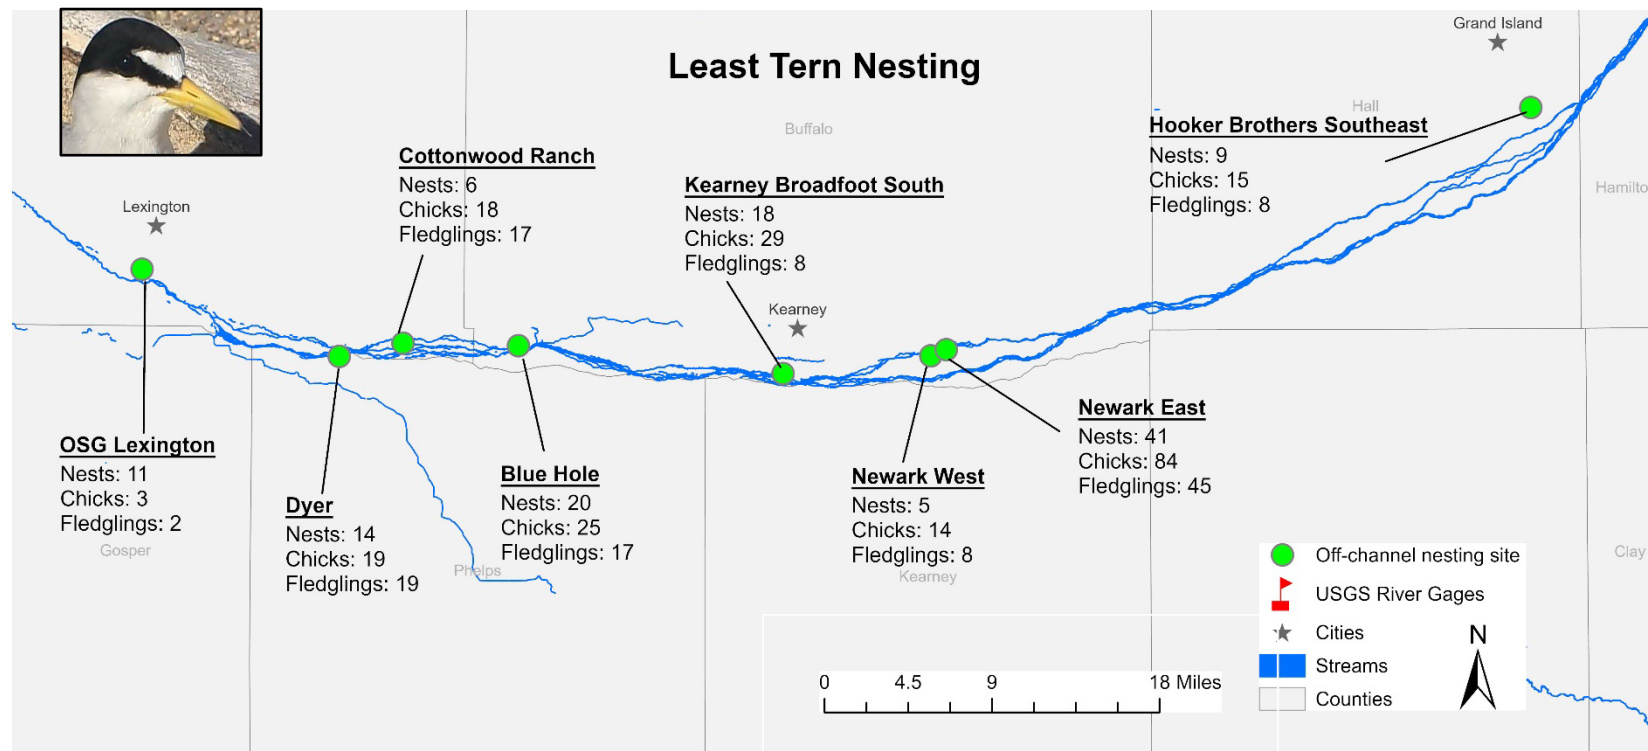 Least Tern Nesting
Grand Island
Hall
Buffalo
Hooker Brothers Southeast
Nests: 9
Chicks: 15
Fledglings: 8
Hamilto
Cottonwood Ranch
Nests: 6
Chicks: 18
Fledglings: 17
Kearney Broadfoot South
Nests: 18
Chicks: 29
Fledglings: 8
Lexington
Kearney
OSG Lexington
Nests: 11
Chicks: 3
Fledglings: 2
Gosper
Dyer
Nests: 14
Chicks: 19
Fledglings: 19
Phelps
Blue Hole
Nests: 20
Chicks: 25
Fledglings: 17
Newark West
Nests: 5
Chicks: 14
Fledglings: 8
Kearney
Newark East
Nests: 41
Chicks: 84
Fledglings: 45
Clay
Off-channel nesting site
USGS River Gages
Cities
Streams
Counties
N
0 4.5 9 18 Miles